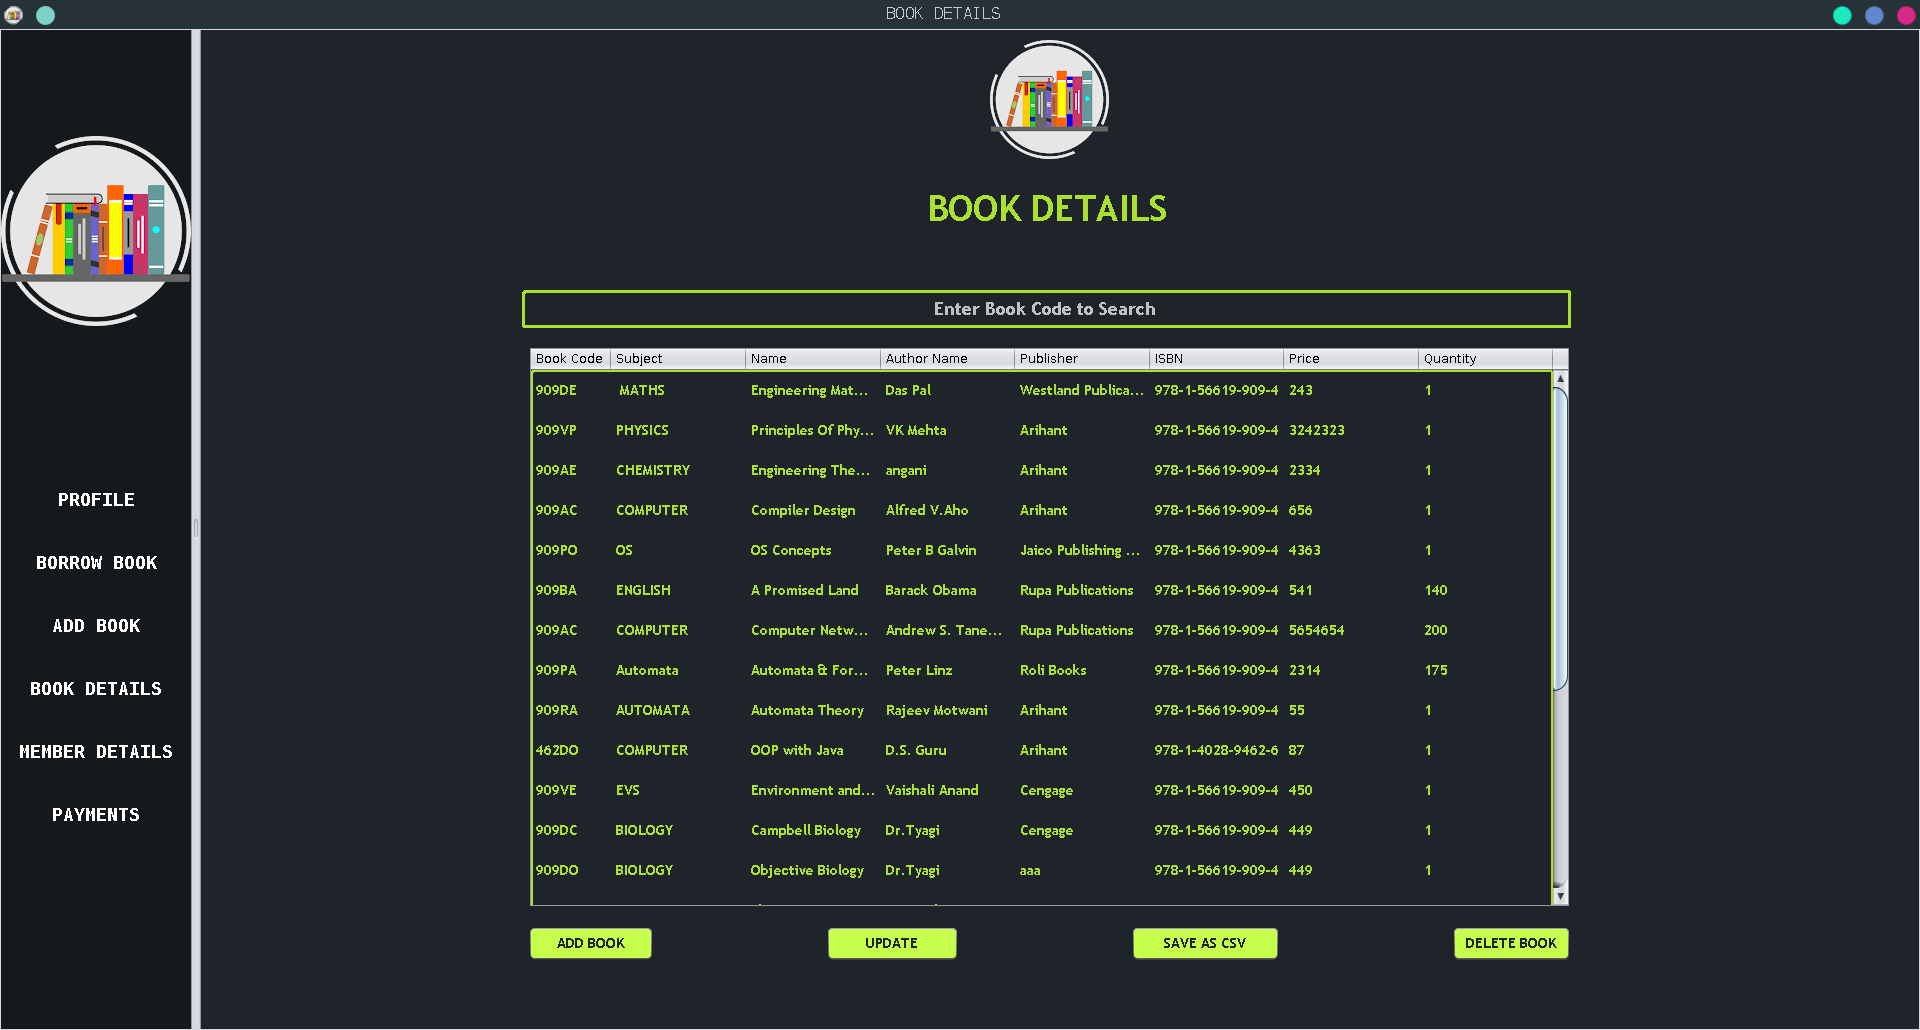 BOOK DETAILS
BOOK DETAILS
Enter Book Code to Search
Book Code Subject Name Author Name Publisher ISBN Price Quantity
909DE MATHS Engineering Mat... Das Pal Westland Publica... 978-1-56619-909-4 243 1
909VP PHYSICS Principles Of Phy... VK Mehta Arihant 978-1-56619-909-4 3242323 1
909AE CHEMISTRY Engineering The... angani Arihant 978-1-56619-909-4 2334 1
909AC COMPUTER Compiler Design Alfred V.Aho Arihant 978-1-56619-909-4 656 1
909PO OS OS Concepts Peter B Galvin Jaico Publishing ... 978-1-56619-909-4 4363 1
909BA ENGLISH A Promised Land Barack Obama Rupa Publications 978-1-56619-909-4 541 140
909AC COMPUTER Computer Netw... Andrew S. Tane... Rupa Publications 978-1-56619-909-4 5654654 200
909PA Automata Automata & For... Peter Linz Roli Books 978-1-56619-909-4 2314 175
909RA AUTOMATA Automata Theory Rajeev Motwani Arihant 978-1-56619-909-4 55 1
462DO COMPUTER OOP with Java D.S. Guru Arihant 978-1-4028-9462-6 87 1
909VE EVS Environment and... Vaishali Anand Cengage 978-1-56619-909-4 450 1
909DC BIOLOGY Campbell Biology Dr.Tyagi Cengage 978-1-56619-909-4 449 1
909DO BIOLOGY Objective Biology Dr.Tyagi aaa 978-1-56619-909-4 449 1
ADD BOOK UPDATE SAVE AS CSV DELETE BOOK
PROFILE
BORROW BOOK
ADD BOOK
BOOK DETAILS
MEMBER DETAILS
PAYMENTS